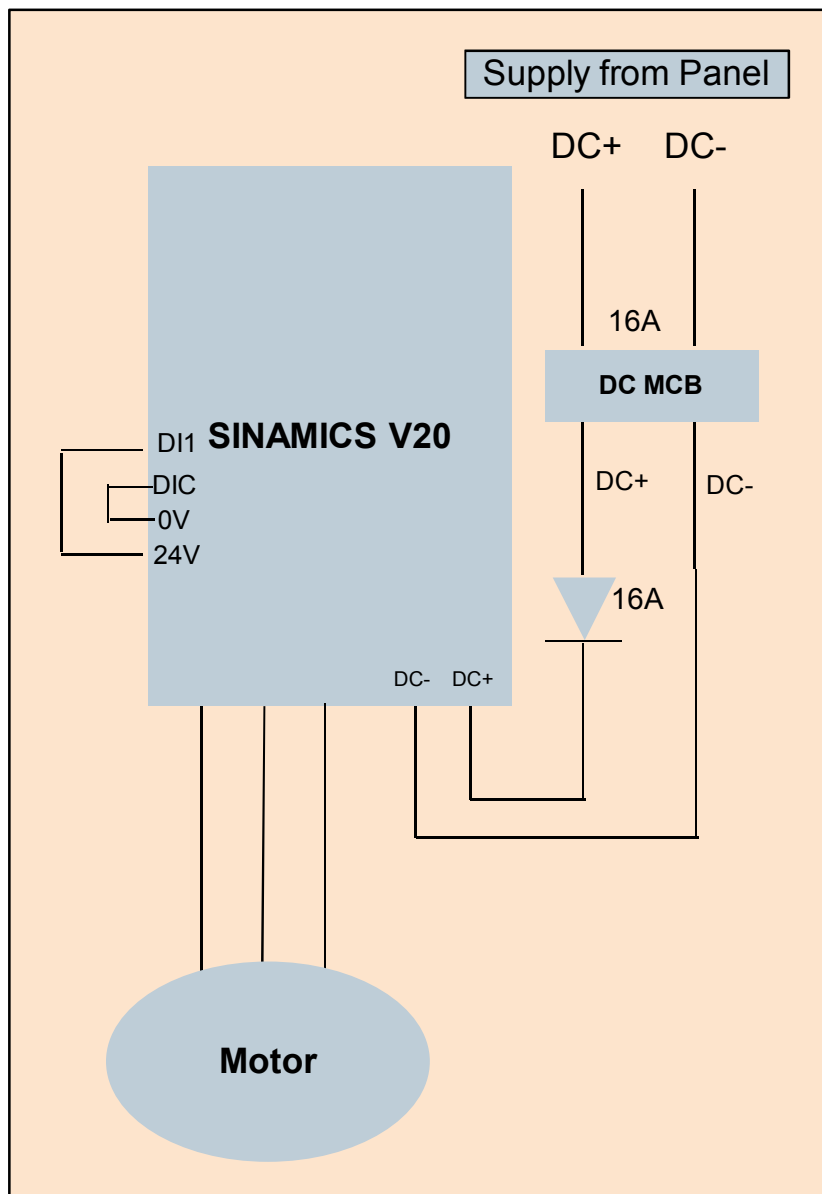 Supply from Panel
DC+ DC-
16A
DC MCB
SINAMICS V20
DI1
DIC
0V
24V
DC+ DC-
16A
DC- DC+
Motor